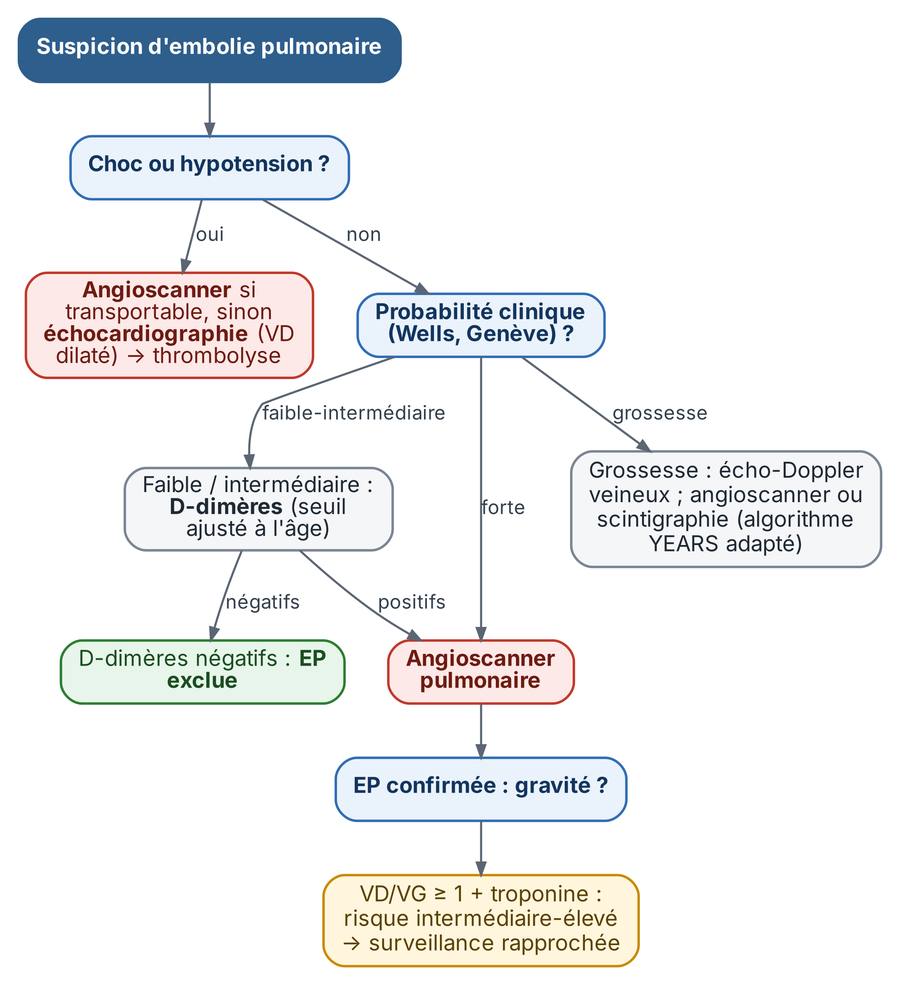 Suspicion d'embolie pulmonaire
Choc ou hypotension ?
oui
non
Angioscanner si
transportable, sinon
échocardiographie (VD
dilaté) → thrombolyse
Probabilité clinique
(Wells, Genève) ?
faible-intermédiaire
grossesse
forte
Faible / intermédiaire :
D-dimères (seuil
ajusté à l'âge)
Grossesse : écho-Doppler
veineux ; angioscanner ou
scintigraphie (algorithme
YEARS adapté)
négatifs
positifs
D-dimères négatifs : EP
exclue
Angioscanner
pulmonaire
EP confirmée : gravité ?
VD/VG ≥ 1 + troponine :
risque intermédiaire-élevé
→ surveillance rapprochée